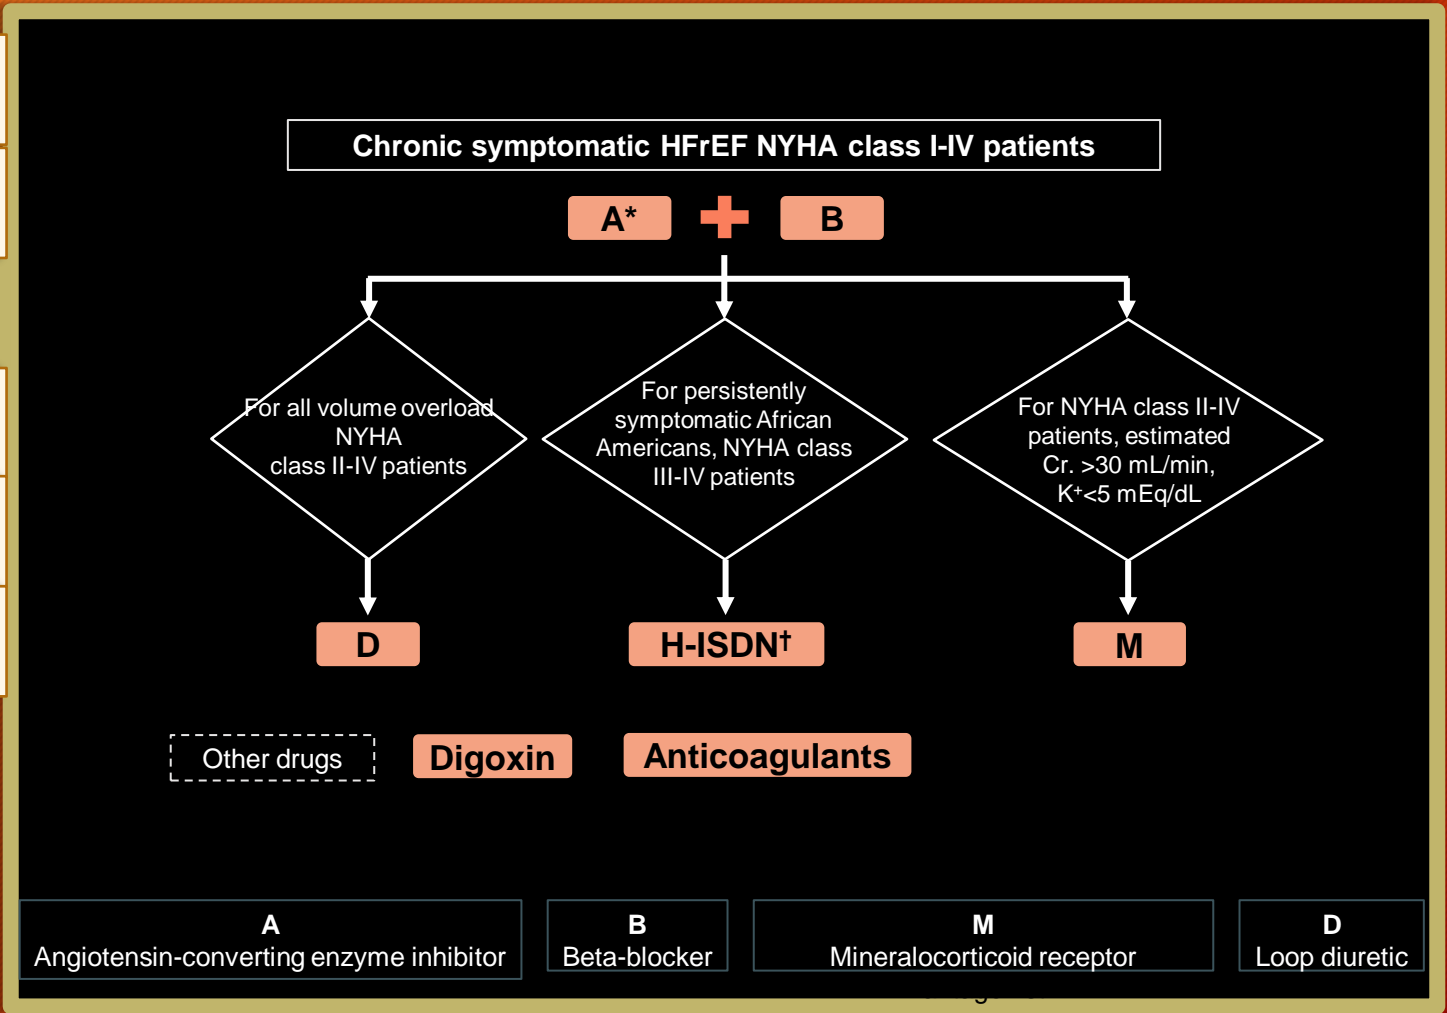 Chronic symptomatic HFrEF NYHA class I-IV patients
A*
B
For all volume overload
NYHA
class II-IV patients
For persistently
symptomatic African
Americans, NYHA class
III-IV patients
For NYHA class II-IV
patients, estimated
Cr. >30 mL/min,
K⁺<5 mEq/dL
D
H-ISDN†
M
Other drugs
Digoxin
Anticoagulants
A
Angiotensin-converting enzyme inhibitor
B
Beta-blocker
M
Mineralocorticoid receptor
D
Loop diuretic